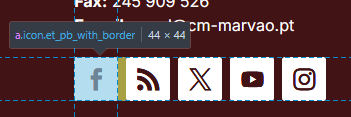 Fax: 245 909 526
cm-marvao.pt
a.icon.et_pb_with_border | 44 × 44